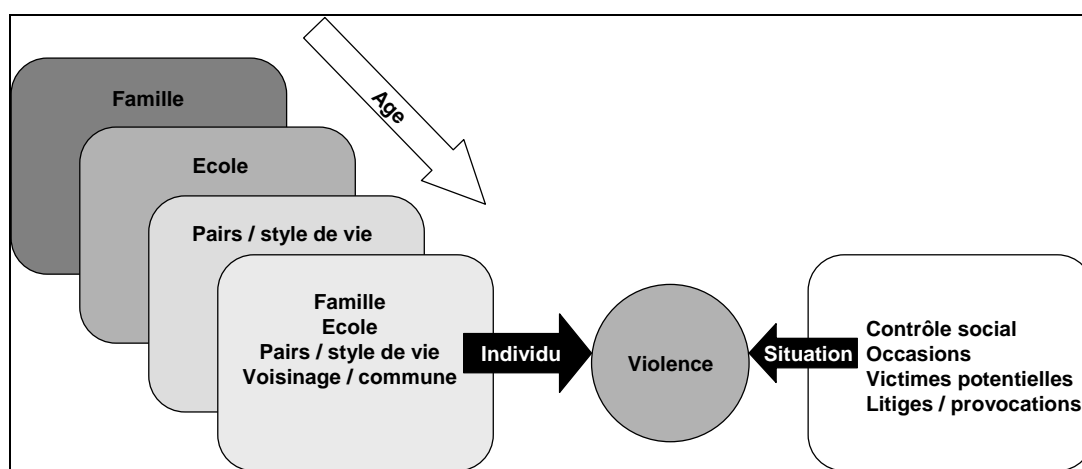 Age
Famille
Ecole
Pairs / style de vie
Famille
Ecole
Pairs / style de vie
Voisinage / commune
Individu
Violence
Situation
Contrôle social
Occasions
Victimes potentielles
Litiges / provocations